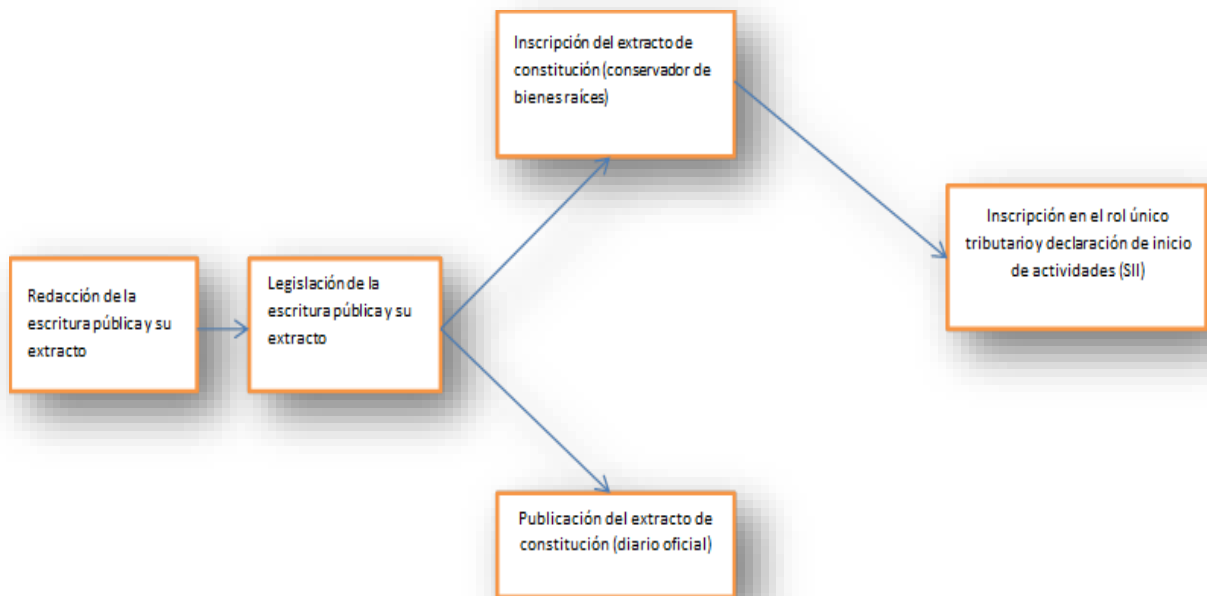 Redacción de la
escritura pública y su
extracto
Legislación de la
escritura pública y su
extracto
Inscripción del extracto de
constitución (conservador de
bienes raíces)
Publicación del extracto de
constitución (diario oficial)
Inscripción en el rol único
tributario y declaración de inicio
de actividades (SII)